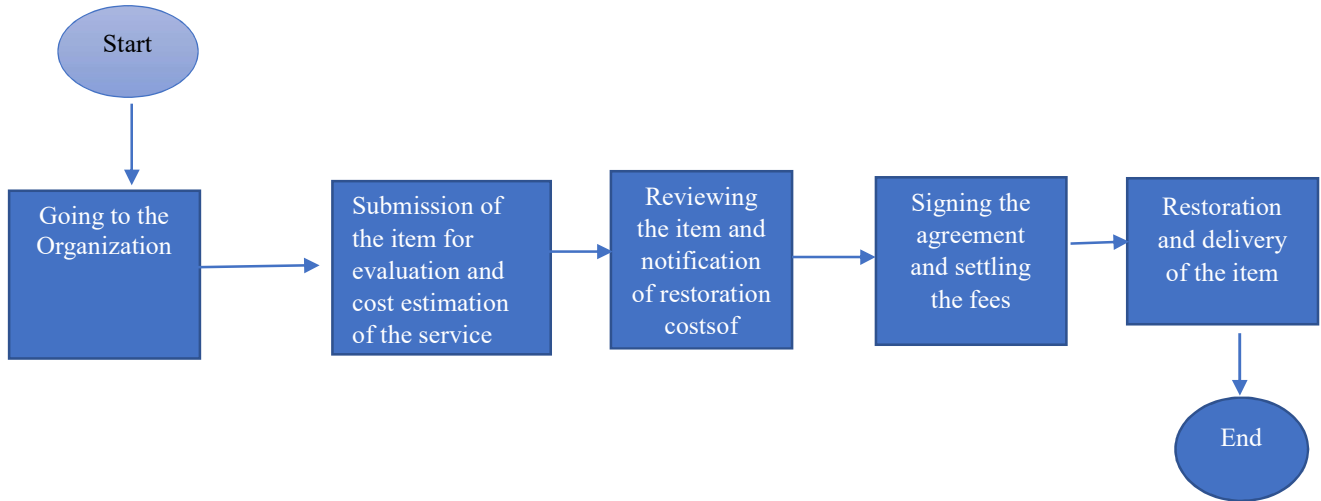 Start
Going to the
Organization
Submission of
the item for
evaluation and
cost estimation
of the service
Reviewing
the item and
notification
of restoration
costsof
Signing the
agreement
and settling
the fees
Restoration
and delivery
of the item
End